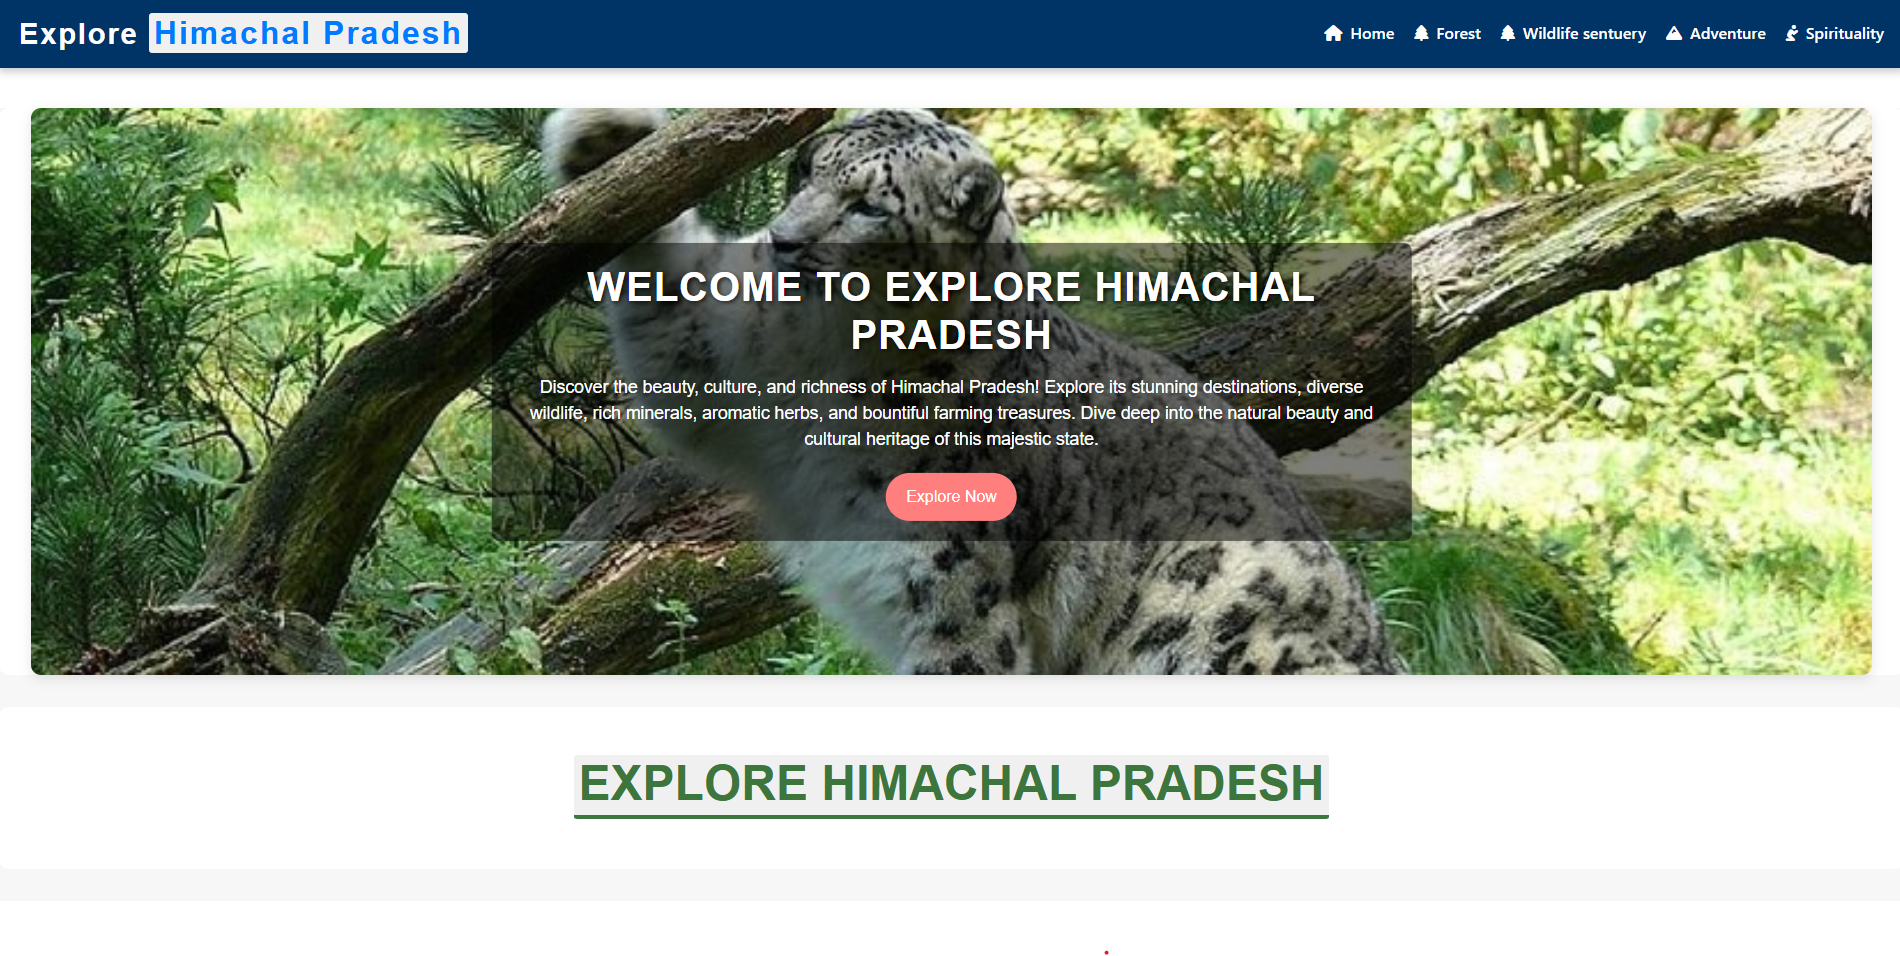 Explore Himachal Pradesh
Home Forest Wildlife sentuery Adventure Spirituality
WELCOME TO EXPLORE HIMACHAL
PRADESH
Discover the beauty, culture, and richness of Himachal Pradesh! Explore its stunning destinations, diverse
wildlife, rich minerals, aromatic herbs, and bountiful farming treasures. Dive deep into the natural beauty and
cultural heritage of this majestic state.
Explore Now
EXPLORE HIMACHAL PRADESH